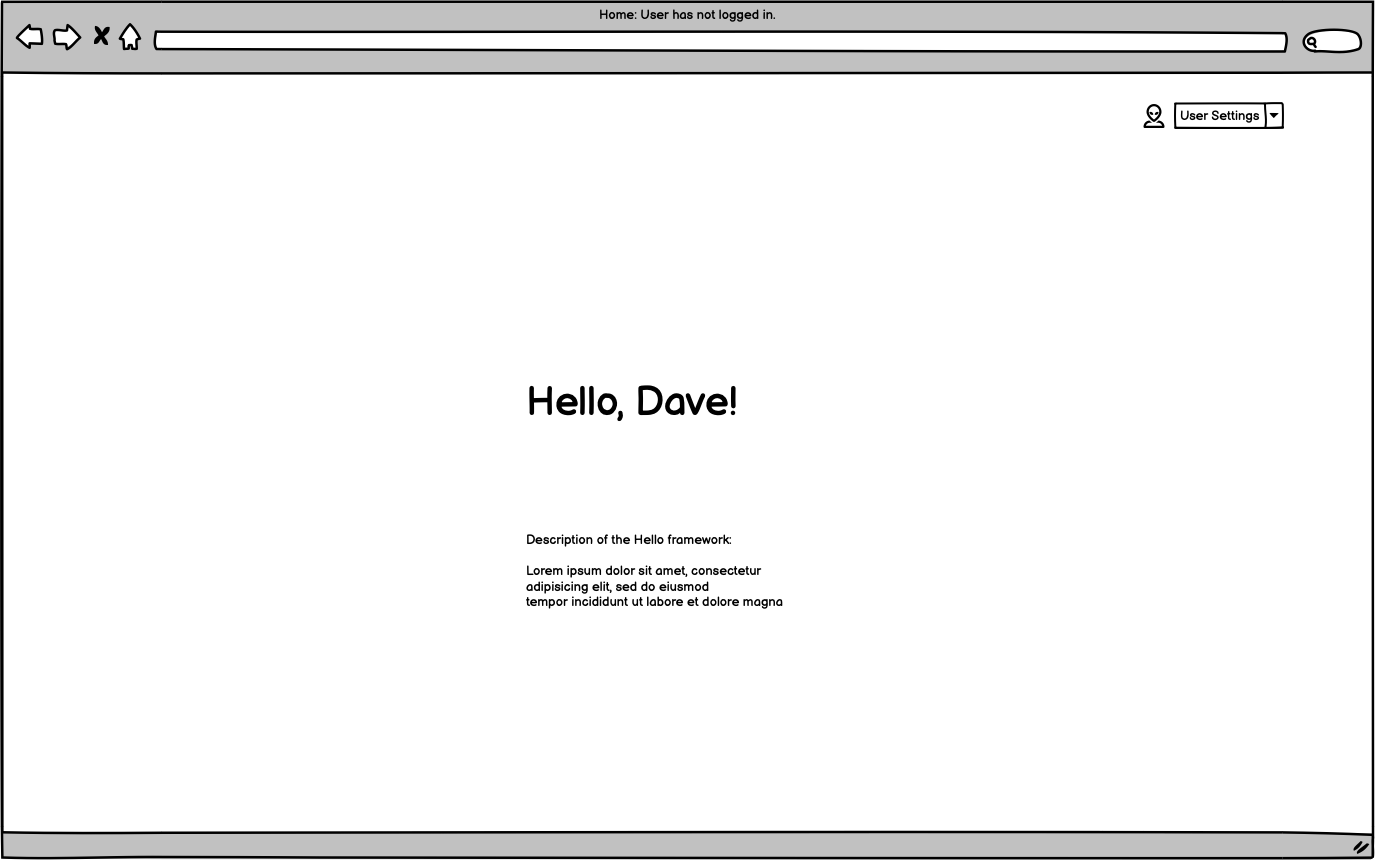 Home: User has not logged in.
User Settings
Hello, Dave!
Description of the Hello framework:
Lorem ipsum dolor sit amet, consectetur
adipisicing elit, sed do eiusmod
tempor incididunt ut labore et dolore magna